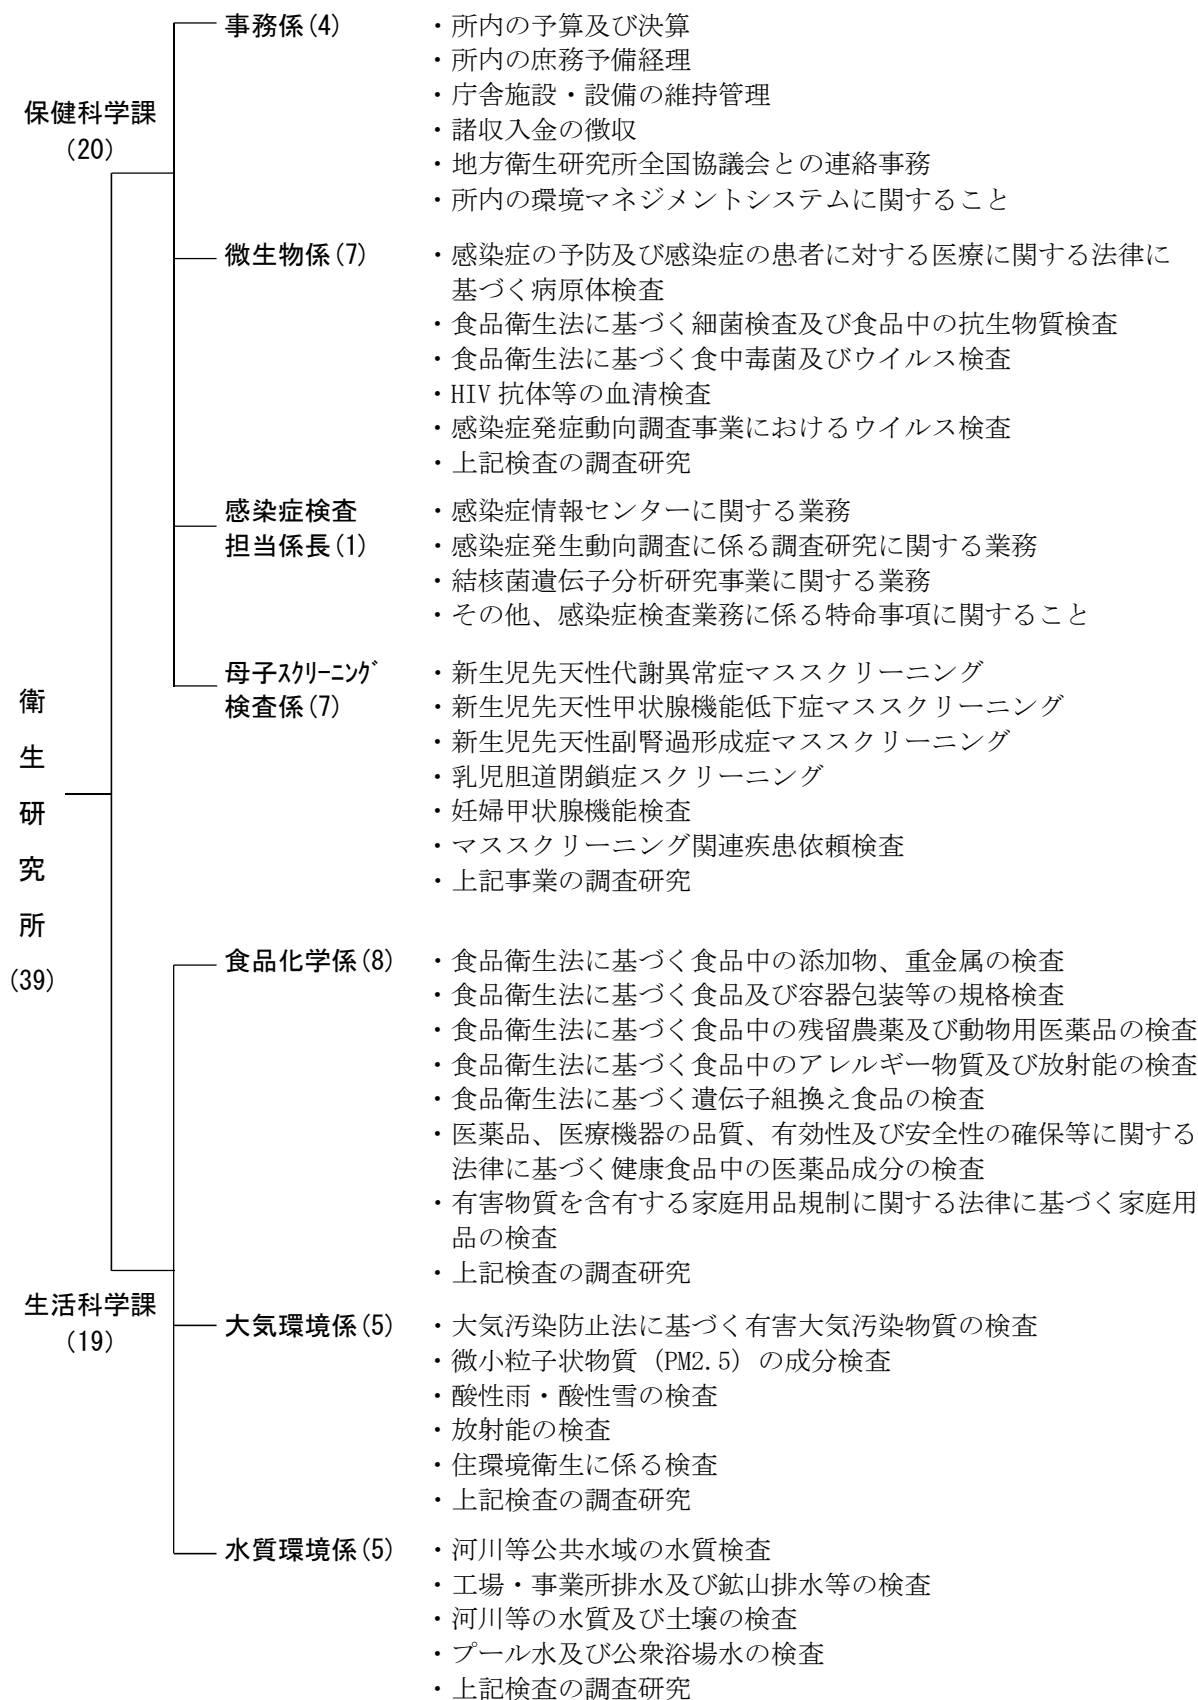 衛生研究所
(39)
保健科学課
(20)
事務係(4)
・所内の予算及び決算
・所内の庶務予備経理
・庁舎施設・設備の維持管理
・諸収入金の徴収
・地方衛生研究所全国協議会との連絡事務
・所内の環境マネジメントシステムに関すること
微生物係(7)
・感染症の予防及び感染症の患者に対する医療に関する法律に
基づく病原体検査
・食品衛生法に基づく細菌検査及び食品中の抗生物質検査
・食品衛生法に基づく食中毒菌及びウイルス検査
・HIV抗体等の血清検査
・感染症発症動向調査事業におけるウイルス検査
・上記検査の調査研究
感染症検査
担当係長(1)
・感染症情報センターに関する業務
・感染症発生動向調査に係る調査研究に関する業務
・結核菌遺伝子分析研究事業に関する業務
・その他、感染症検査業務に係る特命事項に関すること
母子ｽｸﾘｰﾆﾝｸﾞ
検査係(7)
・新生児先天性代謝異常症マススクリーニング
・新生児先天性甲状腺機能低下症マススクリーニング
・新生児先天性副腎過形成症マススクリーニング
・乳児胆道閉鎖症スクリーニング
・妊婦甲状腺機能検査
・マススクリーニング関連疾患依頼検査
・上記事業の調査研究
生活科学課
(19)
食品化学係(8)
・食品衛生法に基づく食品中の添加物、重金属の検査
・食品衛生法に基づく食品及び容器包装等の規格検査
・食品衛生法に基づく食品中の残留農薬及び動物用医薬品の検査
・食品衛生法に基づく食品中のアレルギー物質及び放射能の検査
・食品衛生法に基づく遺伝子組換え食品の検査
・医薬品、医療機器の品質、有効性及び安全性の確保等に関する
法律に基づく健康食品中の医薬品成分の検査
・有害物質を含有する家庭用品規制に関する法律に基づく家庭用
品の検査
・上記検査の調査研究
大気環境係(5)
・大気汚染防止法に基づく有害大気汚染物質の検査
・微小粒子状物質（PM2.5）の成分検査
・酸性雨・酸性雪の検査
・放射能の検査
・住環境衛生に係る検査
・上記検査の調査研究
水質環境係(5)
・河川等公共水域の水質検査
・工場・事業所排水及び鉱山排水等の検査
・河川等の水質及び土壌の検査
・プール水及び公衆浴場水の検査
・上記検査の調査研究